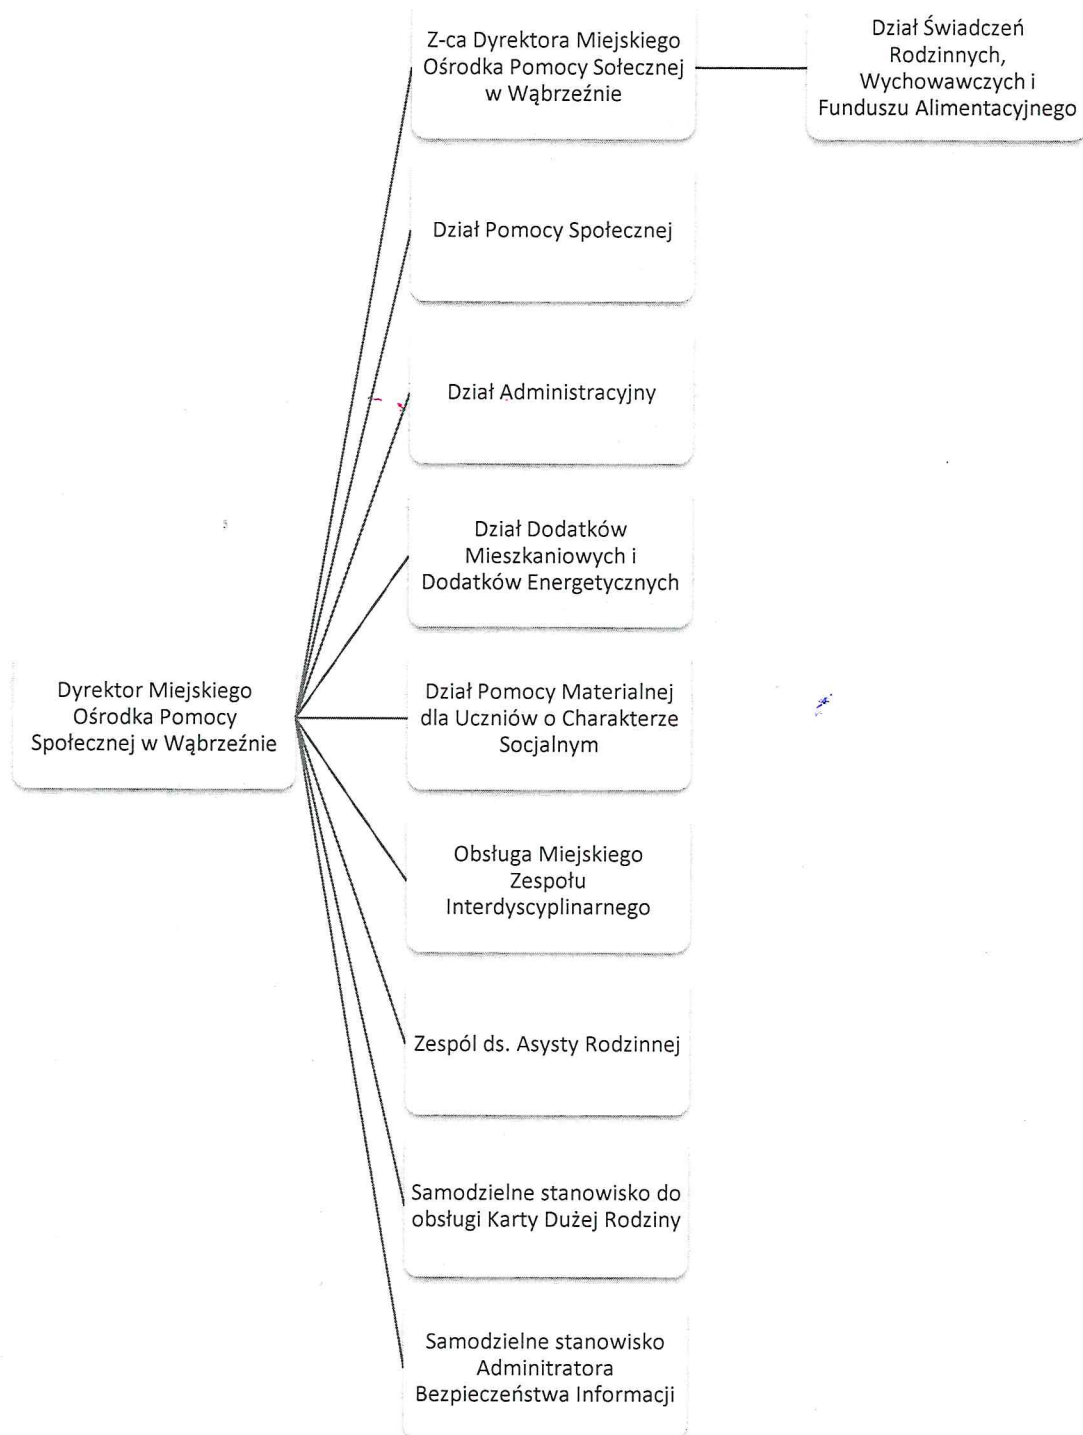 Z-ca Dyrektora Miejskiego
Ośrodka Pomocy Sołecznej
w Wąbrzeźnie
Dział Świadczeń
Rodzinnych,
Wychowawczych i
Funduszu Alimentacyjnego
Dział Pomocy Społecznej
Dział Administracyjny
Dział Dodatków
Mieszkaniowych i
Dodatków Energetycznych
Dyrektor Miejskiego
Ośrodka Pomocy
Społecznej w Wąbrzeźnie
Dział Pomocy Materialnej
dla Uczniów o Charakterze
Socjalnym
Obsługa Miejskiego
Zespołu
Interdyscyplinarnego
Zespól ds. Asysty Rodzinnej
Samodzielne stanowisko do
obsługi Karty Dużej Rodziny
Samodzielne stanowisko
Adminitratora
Bezpieczeństwa Informacji